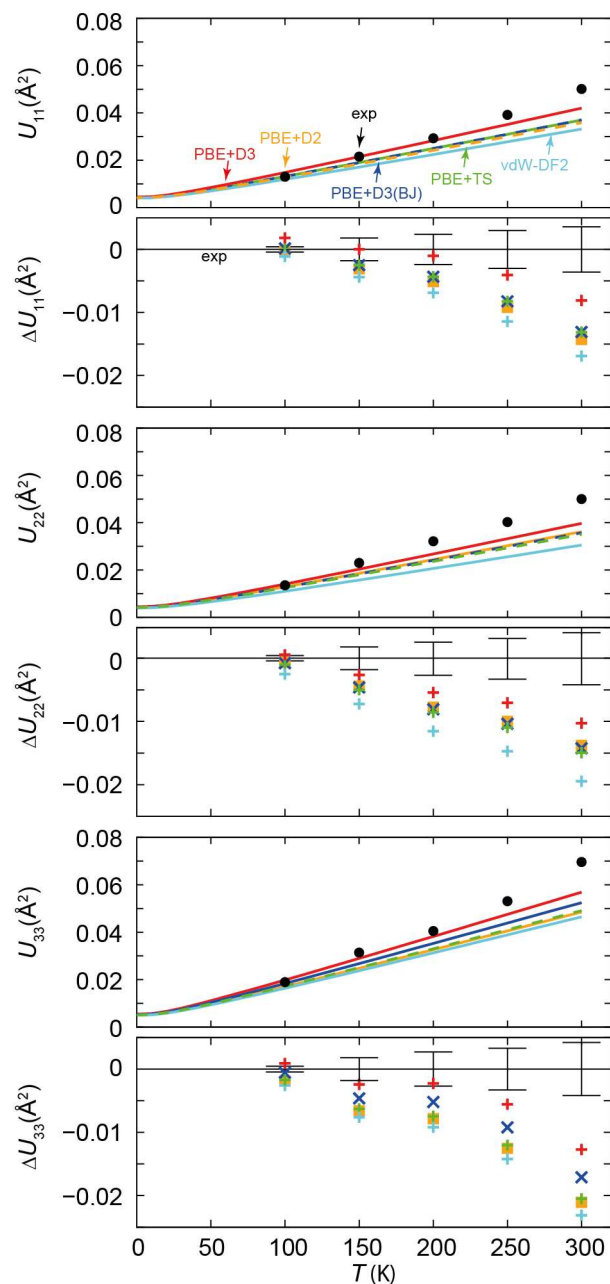 0.08
0.06
0.04
0.02
0
U11(Å²)
exp
PBE+D2
PBE+D3
vdW-DF2
PBE+TS
PBE+D3(BJ)
0
−0.01
−0.02
ΔU11(Å²)
exp
0.08
0.06
0.04
0.02
0
U22(Å²)
0
−0.01
−0.02
ΔU22(Å²)
0.08
0.06
0.04
0.02
0
U33(Å²)
0
−0.01
−0.02
ΔU33(Å²)
0 50 100 150 200 250 300
T (K)